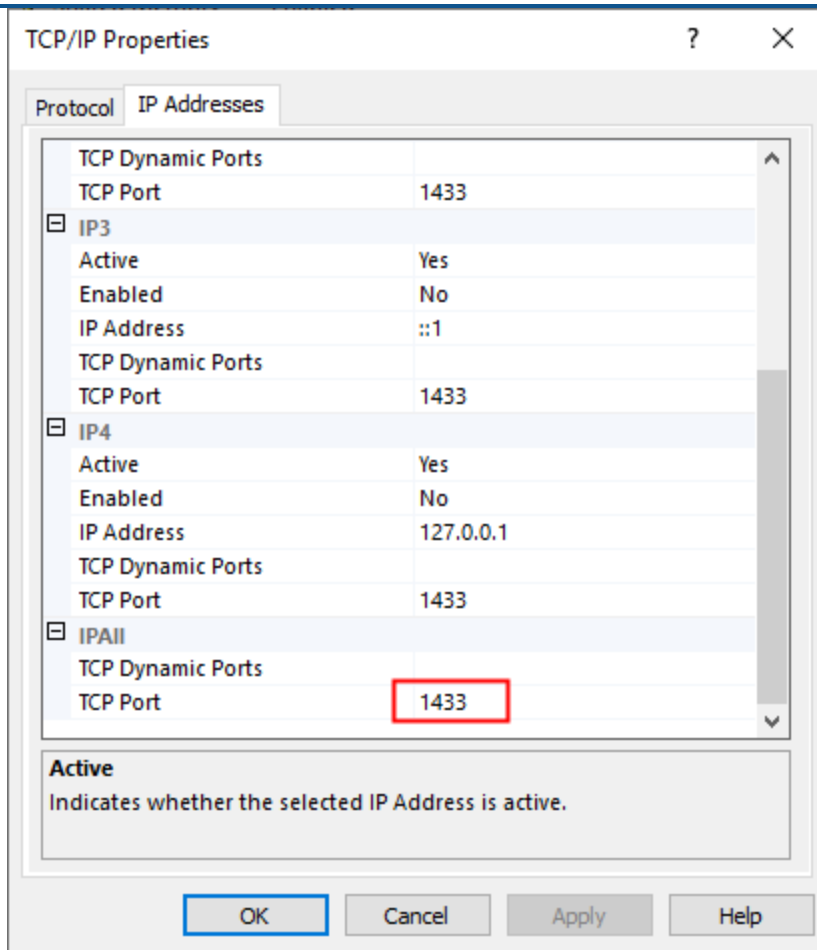 TCP/IP Properties ?
Protocol IP Addresses
TCP Dynamic Ports
TCP Port 1433
IP3
Active Yes
Enabled No
IP Address ::1
TCP Dynamic Ports
TCP Port 1433
IP4
Active Yes
Enabled No
IP Address 127.0.0.1
TCP Dynamic Ports
TCP Port 1433
IPAll
TCP Dynamic Ports
TCP Port 1433
Active
Indicates whether the selected IP Address is active.
OK Cancel Apply Help